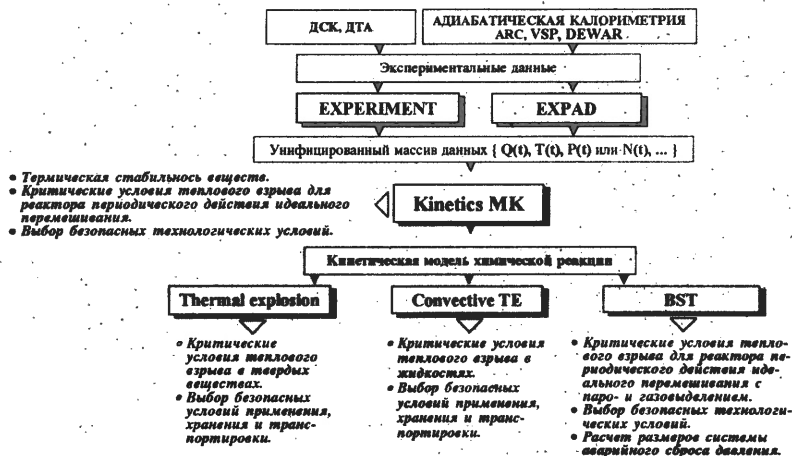 ДСК, ДТА
АДИАБАТИЧЕСКАЯ КАЛОРИМЕТРИЯ
ARC, VSP, DEWAR
Экспериментальные данные
EXPERIMENT
EXPAD
Унифицированный массив данных { Q(t), T(t), P(t) или N(t), ... }
• Термическая стабильнось веществ.
• Критические условия теплового взрыва для
реактора периодического действия идеального
перемешивания.
• Выбор безопасных технологических условий.
Kinetics MK
Кинетическая модель химической реакции
Thermal explosion
• Критические
условия теплового
взрыва в твердых
веществах.
• Выбор безопасных
условий применения,
хранения и транс-
портировки.
Convective TE
• Критические условия
теплового взрыва в
жидкостях.
• Выбор безопасных
условий применения,
хранения и транс-
портировки.
BST
• Критические условия тепло-
вого взрыва для реактора пе-
риодического действия иде-
ального перемешивания с
паро- и газовыделением.
• Выбор безопасных технологи-
ческих условий.
• Расчет размеров системы
аварийного сброса давления.